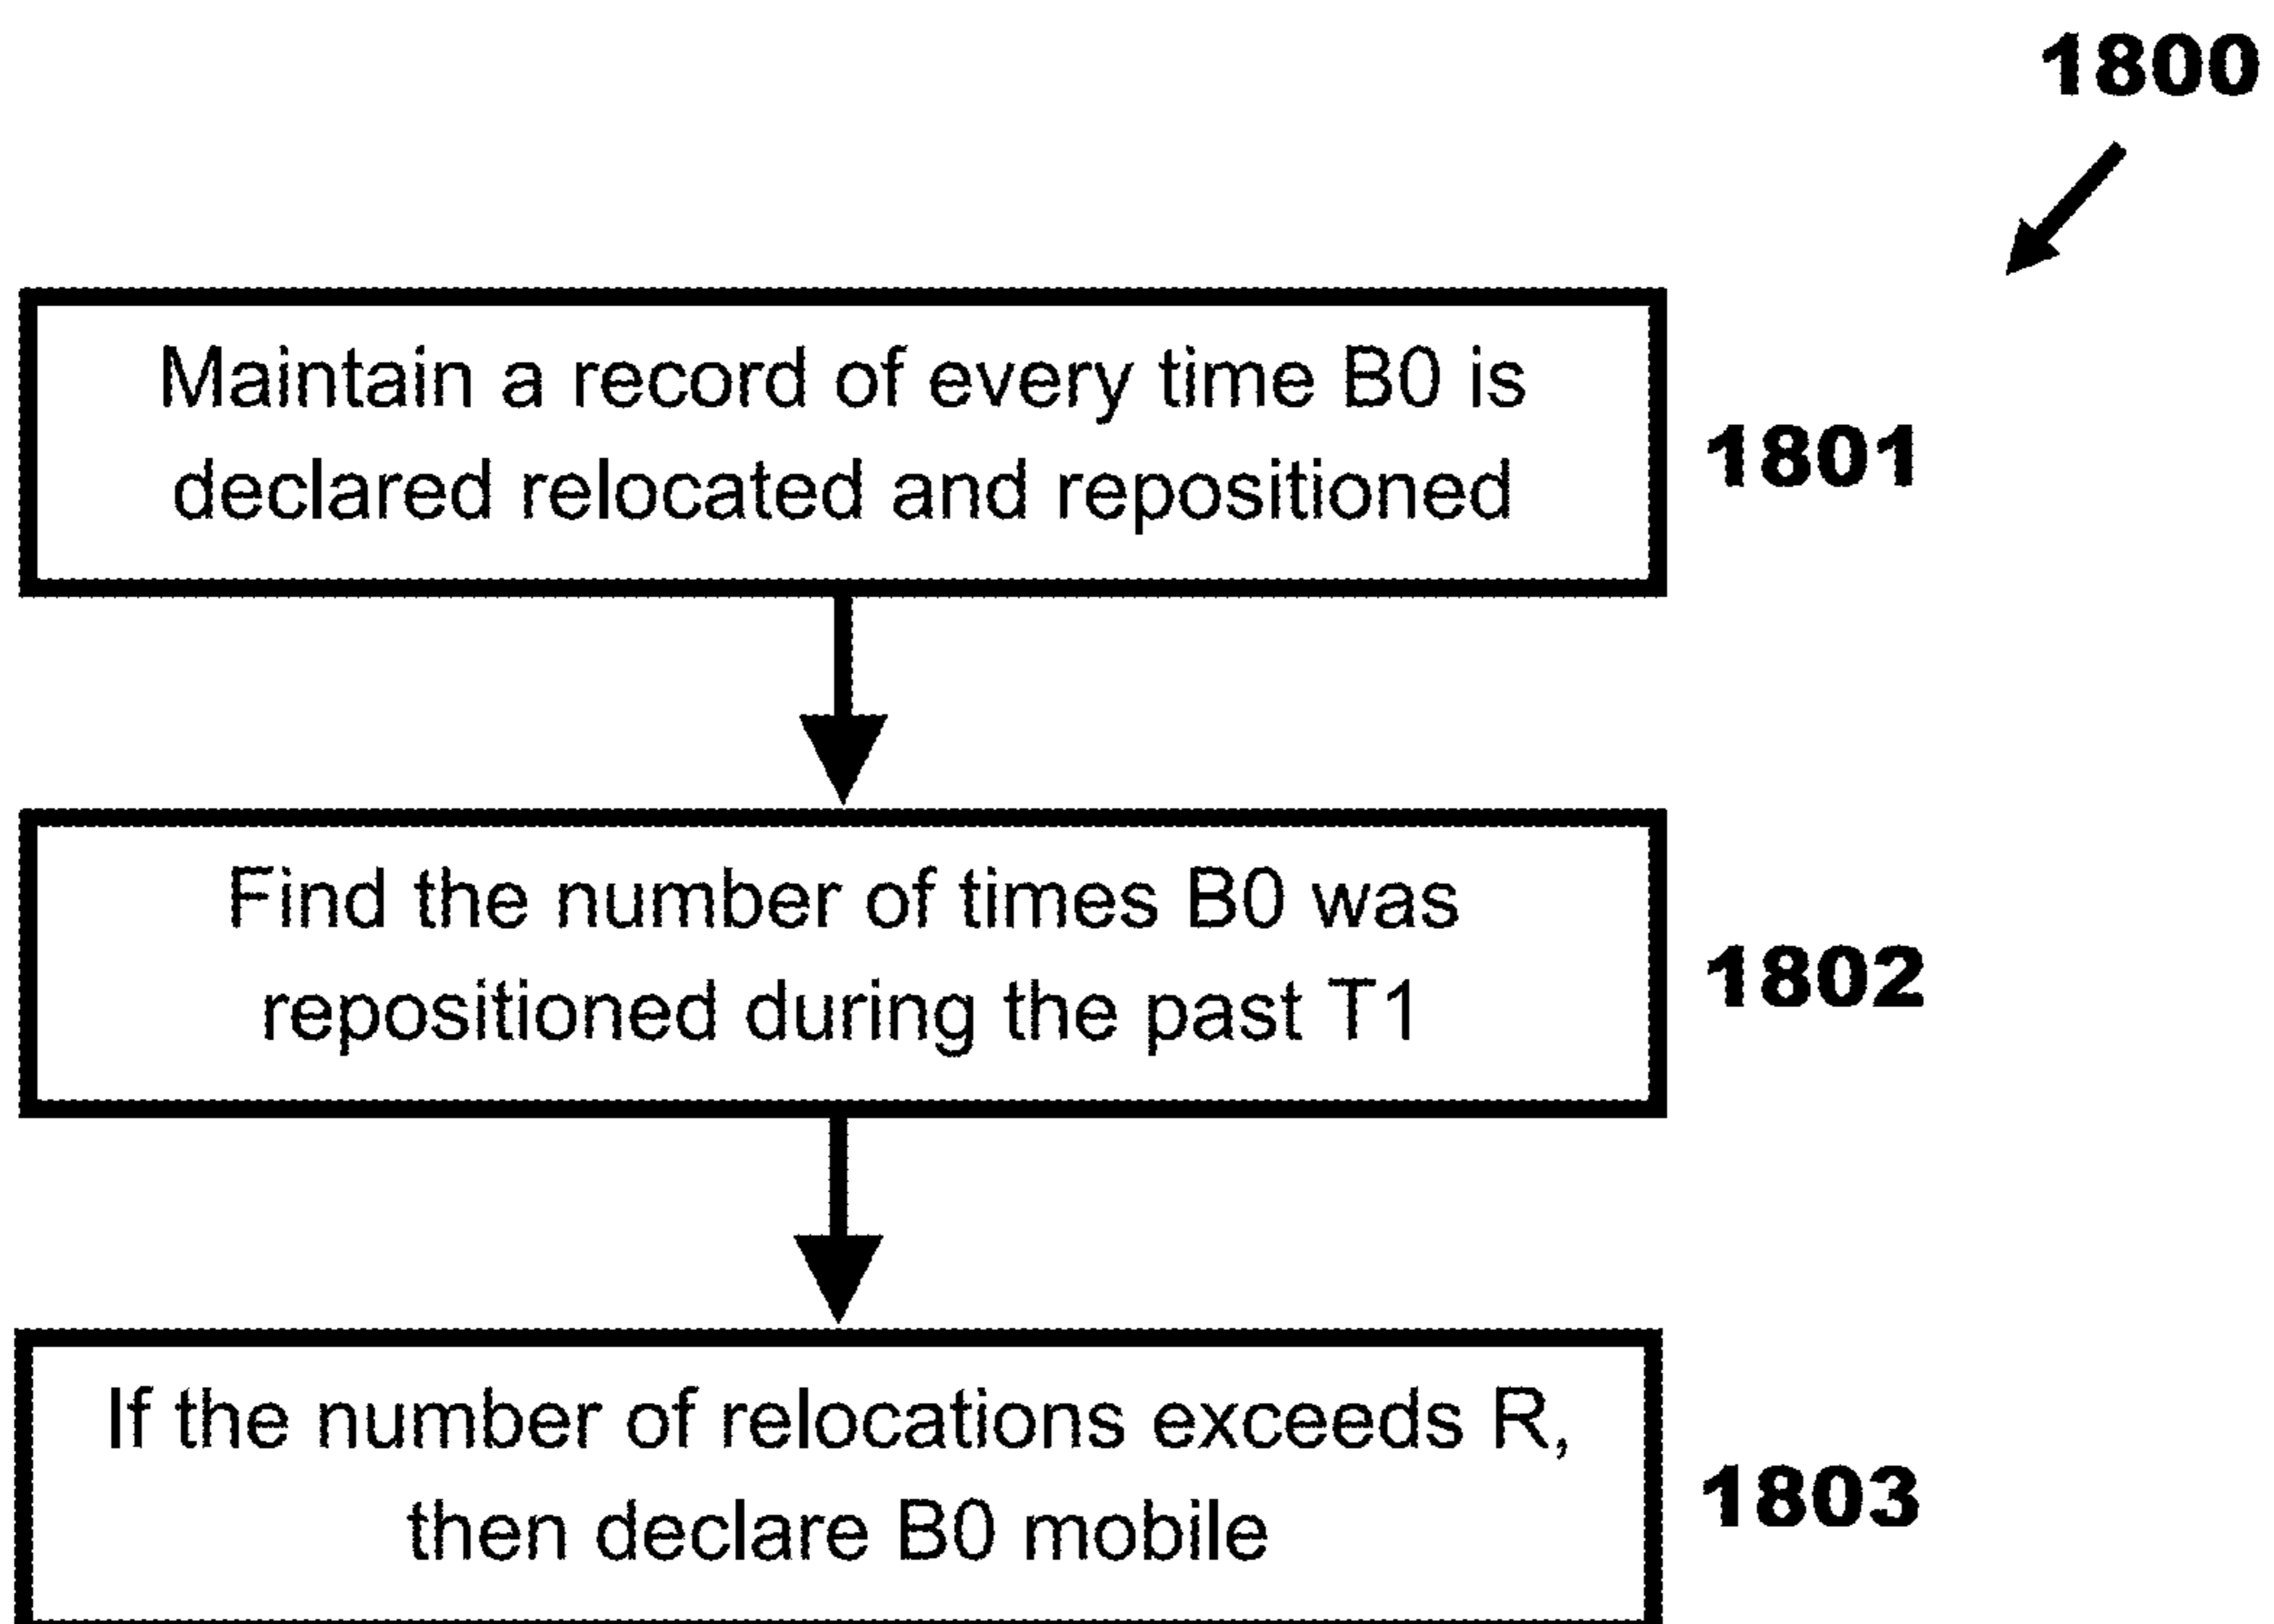 1800
Maintain a record of every time B0 is
declared relocated and repositioned
1801
Find the number of times B0 was
repositioned during the past T1
1802
If the number of relocations exceeds R,
then declare B0 mobile
1803